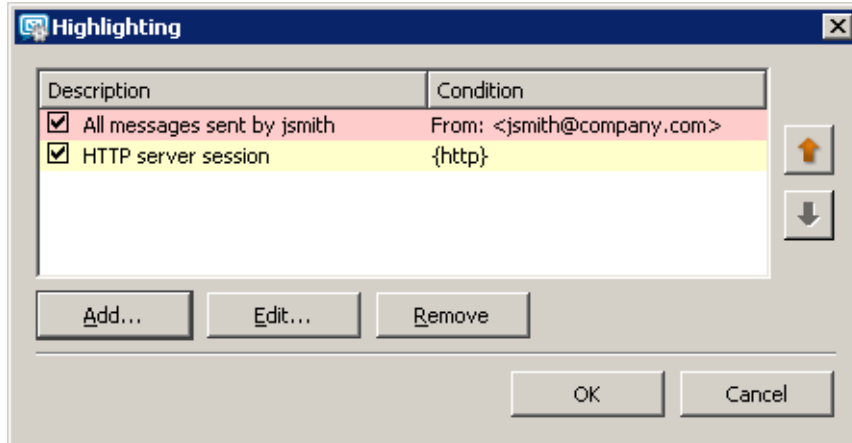 Highlighting
Description Condition
All messages sent by jsmith From: <jsmith@company.com>
HTTP server session {http}
Add... Edit... Remove
OK Cancel